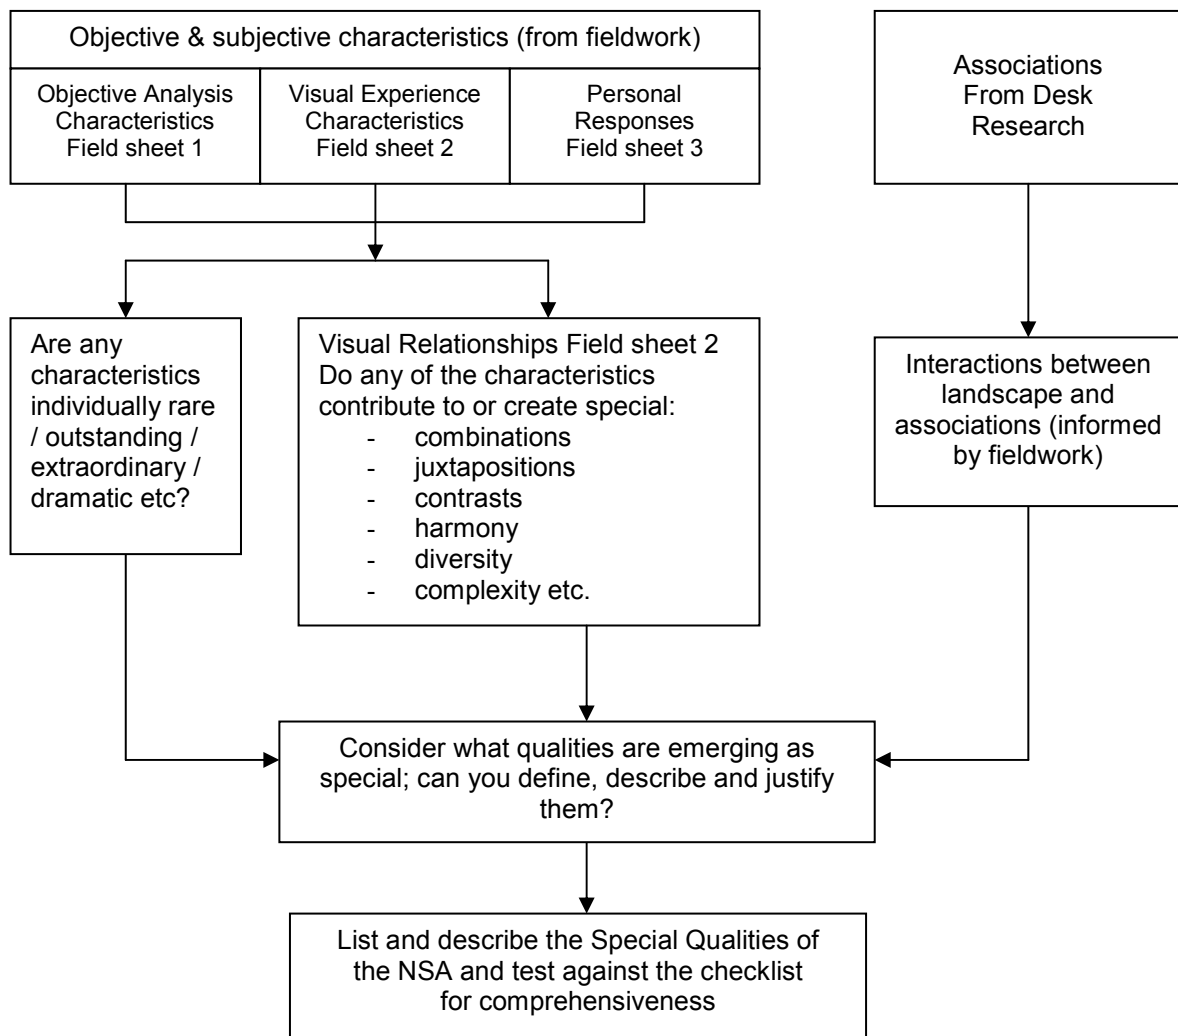 Objective & subjective characteristics (from fieldwork)
Objective Analysis
Characteristics
Field sheet 1
Visual Experience
Characteristics
Field sheet 2
Personal
Responses
Field sheet 3
Associations
From Desk
Research
Are any
characteristics
individually rare
/ outstanding /
extraordinary /
dramatic etc?
Visual Relationships Field sheet 2
Do any of the characteristics
contribute to or create special:
- combinations
- juxtapositions
- contrasts
- harmony
- diversity
- complexity etc.
Interactions between
landscape and
associations (informed
by fieldwork)
Consider what qualities are emerging as
special; can you define, describe and justify
them?
List and describe the Special Qualities of
the NSA and test against the checklist
for comprehensiveness